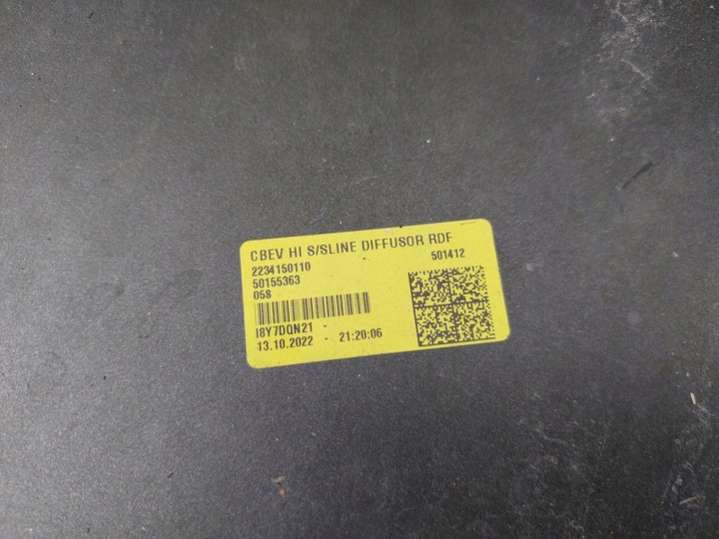 CBEV HI S/SLINE DIFFUSOR RDF
2234150110 501412
50155363
058
I8Y7DQN21 -
13.10.2022 - 21:20:06